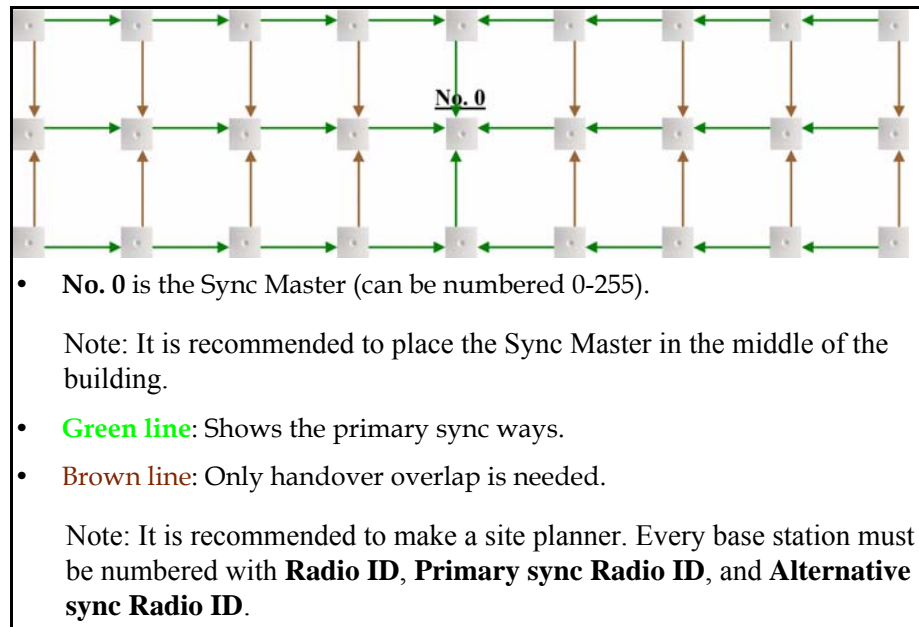 No. 0
• No. 0 is the Sync Master (can be numbered 0-255).
Note: It is recommended to place the Sync Master in the middle of the
building.
• Green line: Shows the primary sync ways.
• Brown line: Only handover overlap is needed.
Note: It is recommended to make a site planner. Every base station must
be numbered with Radio ID, Primary sync Radio ID, and Alternative
sync Radio ID.